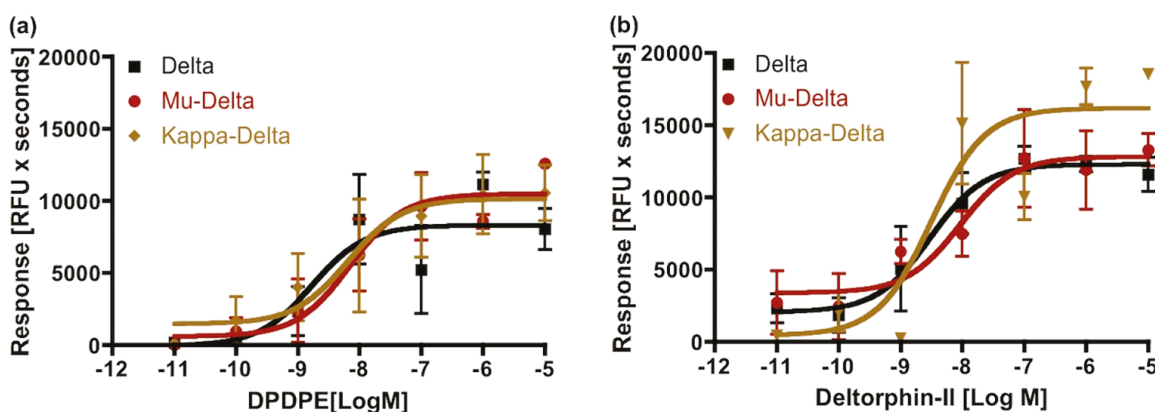 (a)
Response [RFU x seconds]
20000
15000
10000
5000
0
Delta
Mu-Delta
Kappa-Delta
-12 -11 -10 -9 -8 -7 -6 -5
DPDPE[LogM]
(b)
Response [RFU x seconds]
20000
15000
10000
5000
0
Delta
Mu-Delta
Kappa-Delta
-12 -11 -10 -9 -8 -7 -6 -5
Deltorphin-II [Log M]